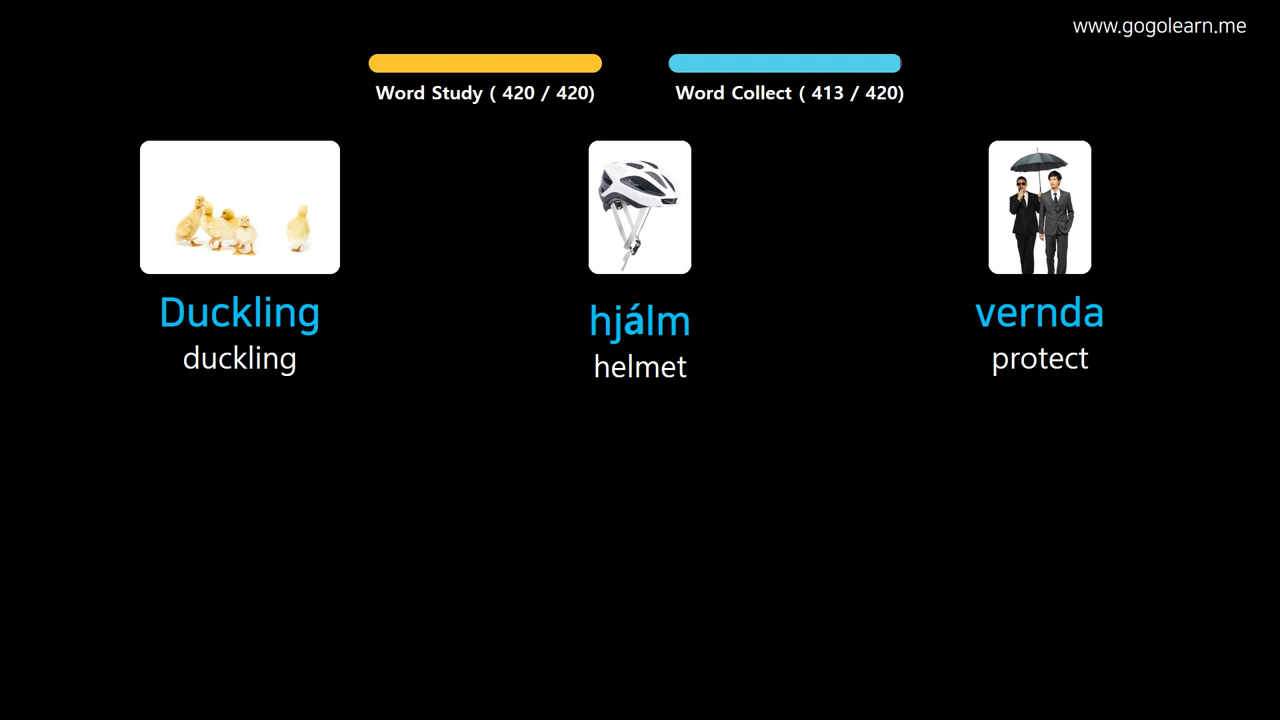 www.gogolearn.me
Word Study ( 420 / 420)
Word Collect ( 413 / 420)
Duckling
duckling
hjálm
helmet
vernda
protect